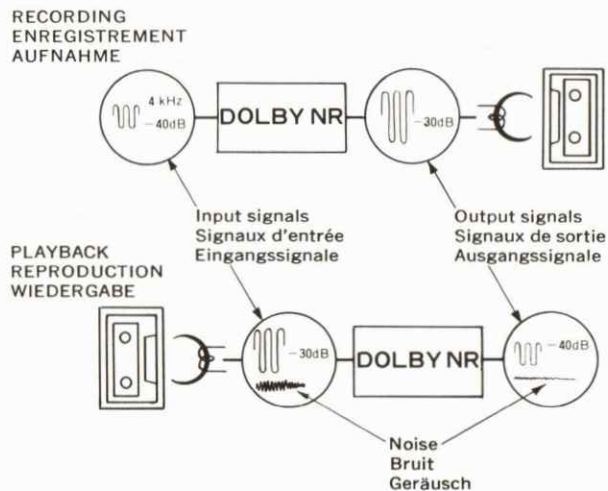 RECORDING
ENREGISTREMENT
AUFNAHME
4 kHz
−40dB
DOLBY NR
−30dB
Input signals
Signaux d'entrée
Eingangssignale
Output signals
Signaux de sortie
Ausgangssignale
PLAYBACK
REPRODUCTION
WIEDERGABE
−30dB
DOLBY NR
−40dB
Noise
Bruit
Geräusch